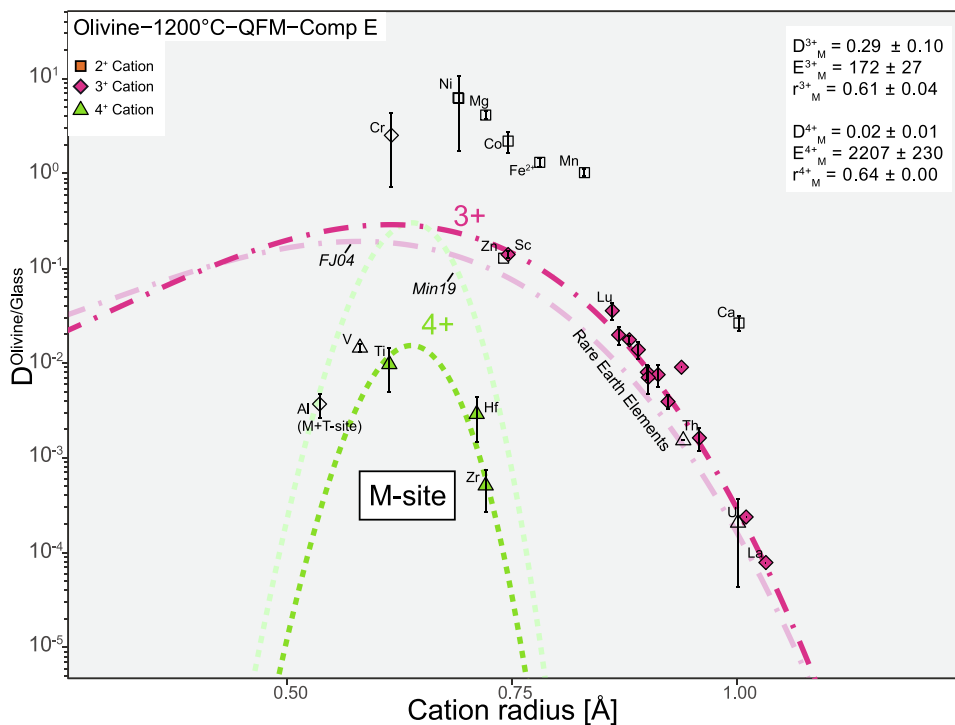 Olivine−1200°C−QFM−Comp E
2⁺ Cation
3⁺ Cation
4⁺ Cation
D³⁺M = 0.29 ± 0.10
E³⁺M = 172 ± 27
r³⁺M = 0.61 ± 0.04
D⁴⁺M = 0.02 ± 0.01
E⁴⁺M = 2207 ± 230
r⁴⁺M = 0.64 ± 0.00
Ni
Mg
Cr
Co
Fe²⁺
Mn
3+
Zn
Sc
FJ04
Min19
Lu
Ca
4+
V
Ti
Rare Earth Elements
Al
(M+T-site)
Hf
Th
Zr
M-site
U
La
10¹
10⁰
10⁻¹
10⁻²
10⁻³
10⁻⁴
10⁻⁵
D^Olivine/Glass
0.50
0.75
1.00
Cation radius [Å]